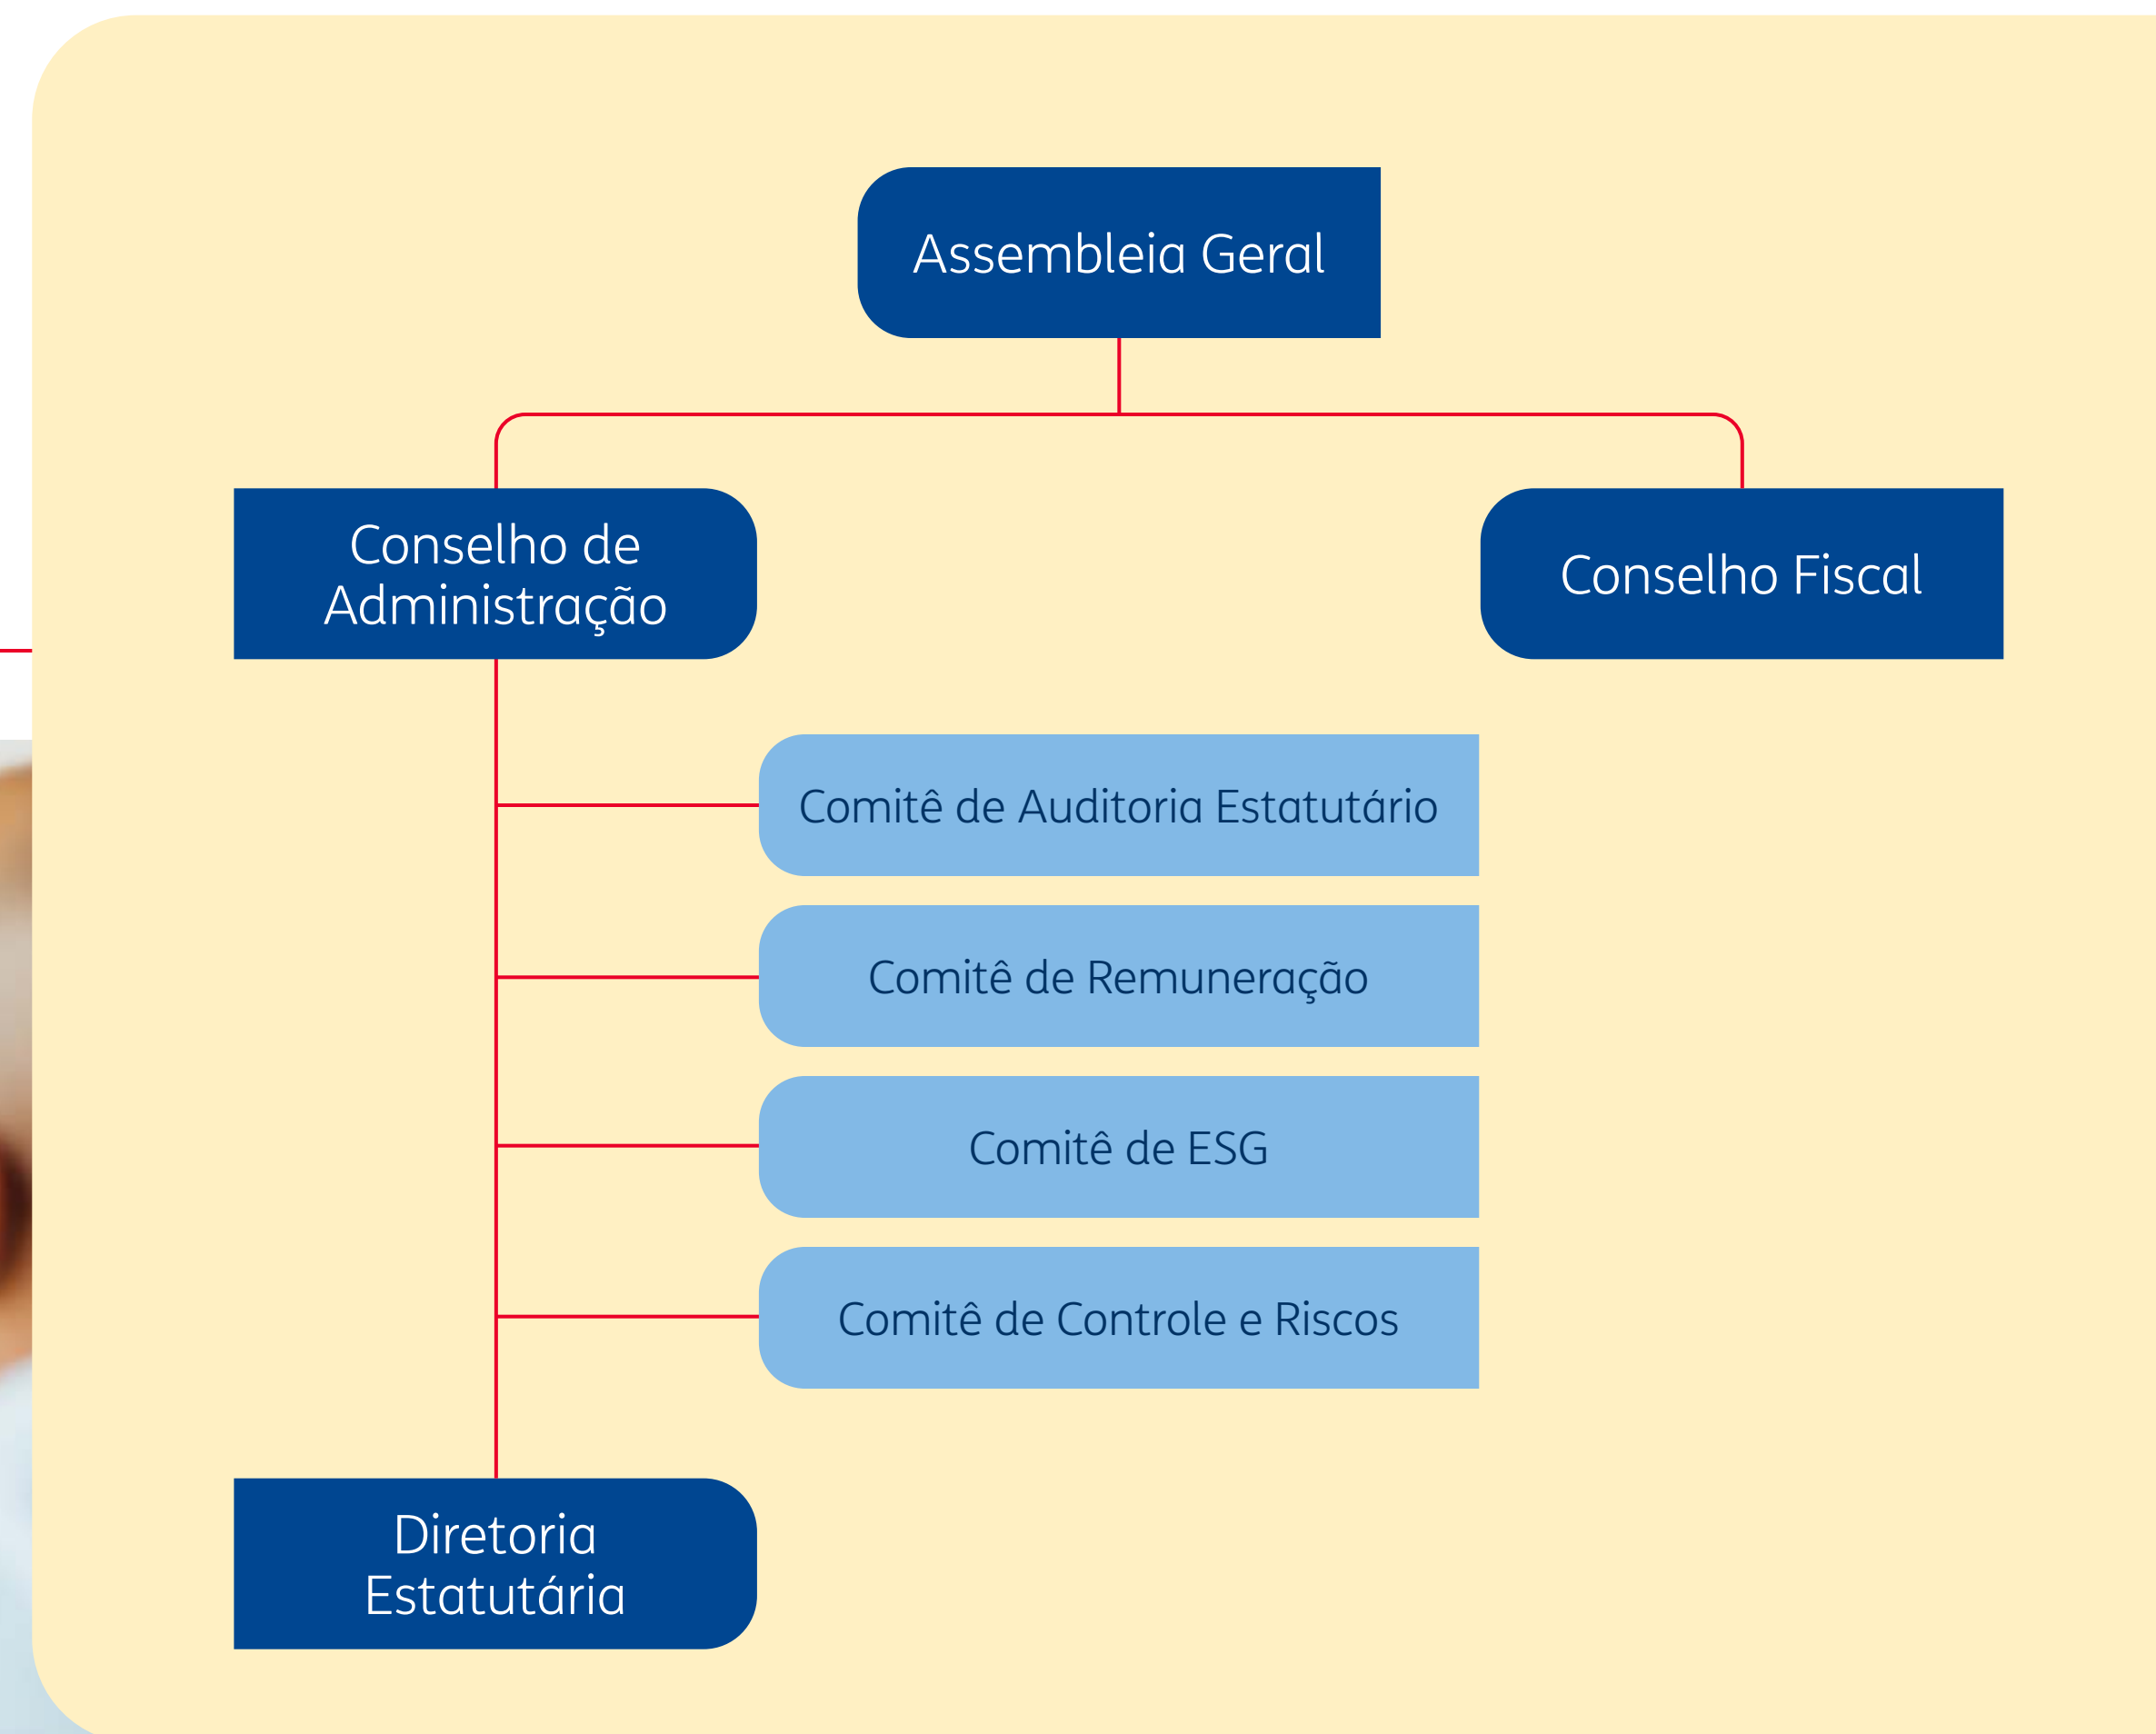 Assembleia Geral
Conselho de
Administração
Conselho Fiscal
Comitê de Auditoria Estatutário
Comitê de Remuneração
Comitê de ESG
Comitê de Controle e Riscos
Diretoria
Estatutária